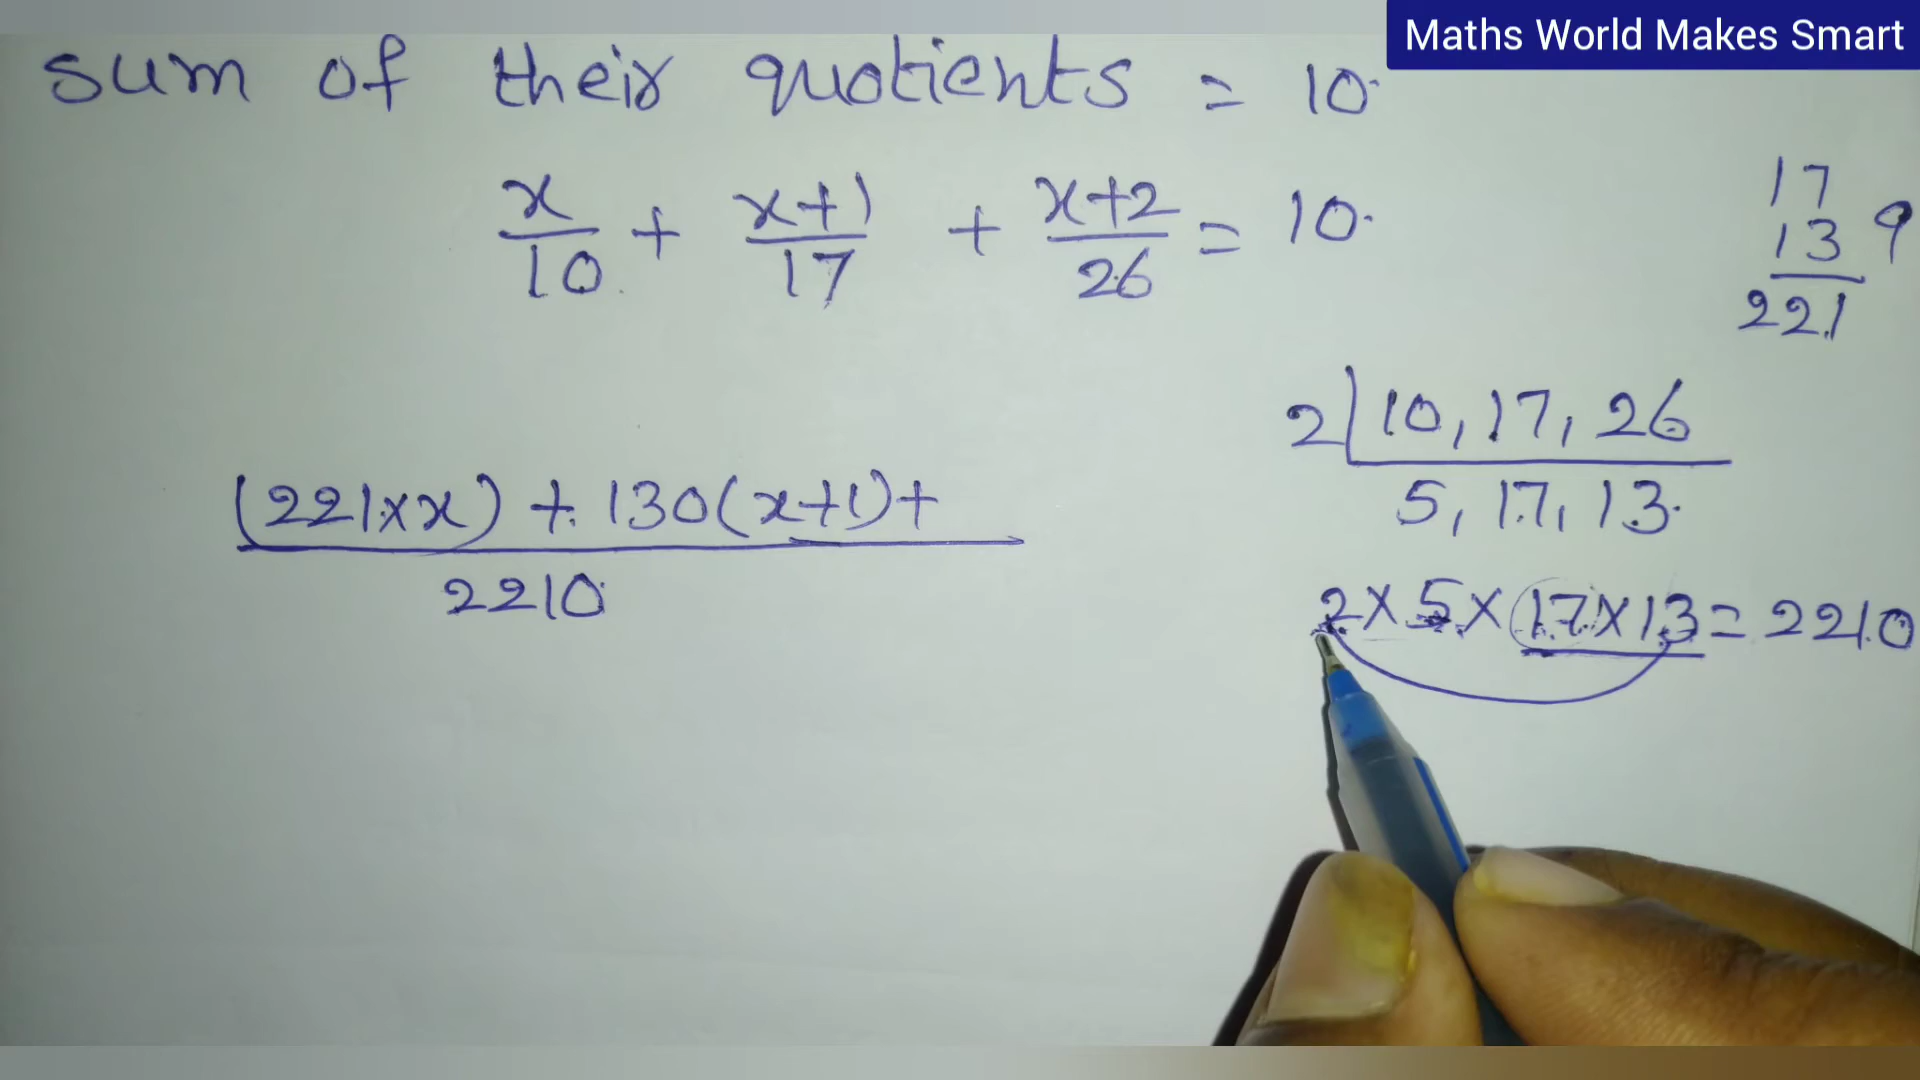 Maths World Makes Smart
sum of their quotients = 10.
x/10 + x+1/17 + x+2/26 = 10.
17
13 9
221
2 | 10, 17, 26
5, 17, 13.
2 × 5 × 17 × 13 = 2210
(221×x) + 130(x+1)+
2210